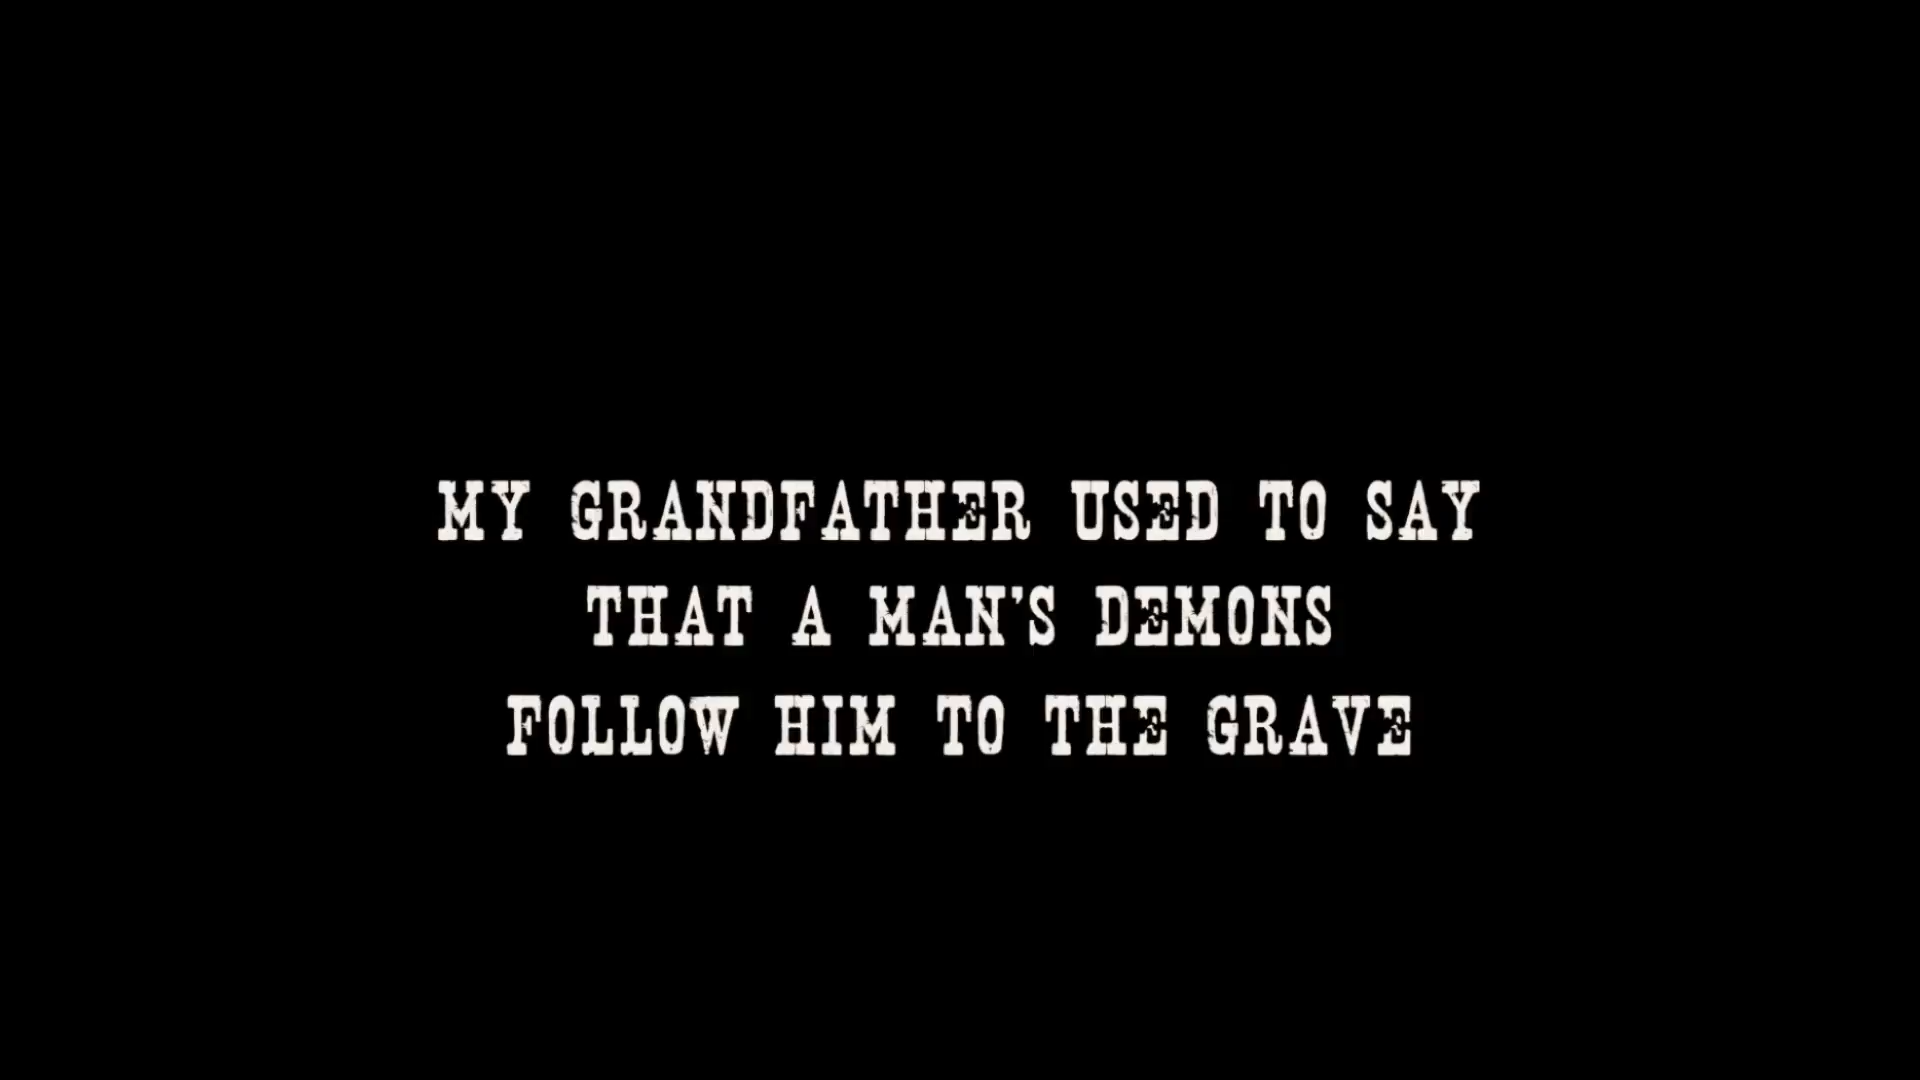 MY GRANDFATHER USED TO SAY
THAT A MAN'S DEMONS
FOLLOW HIM TO THE GRAVE